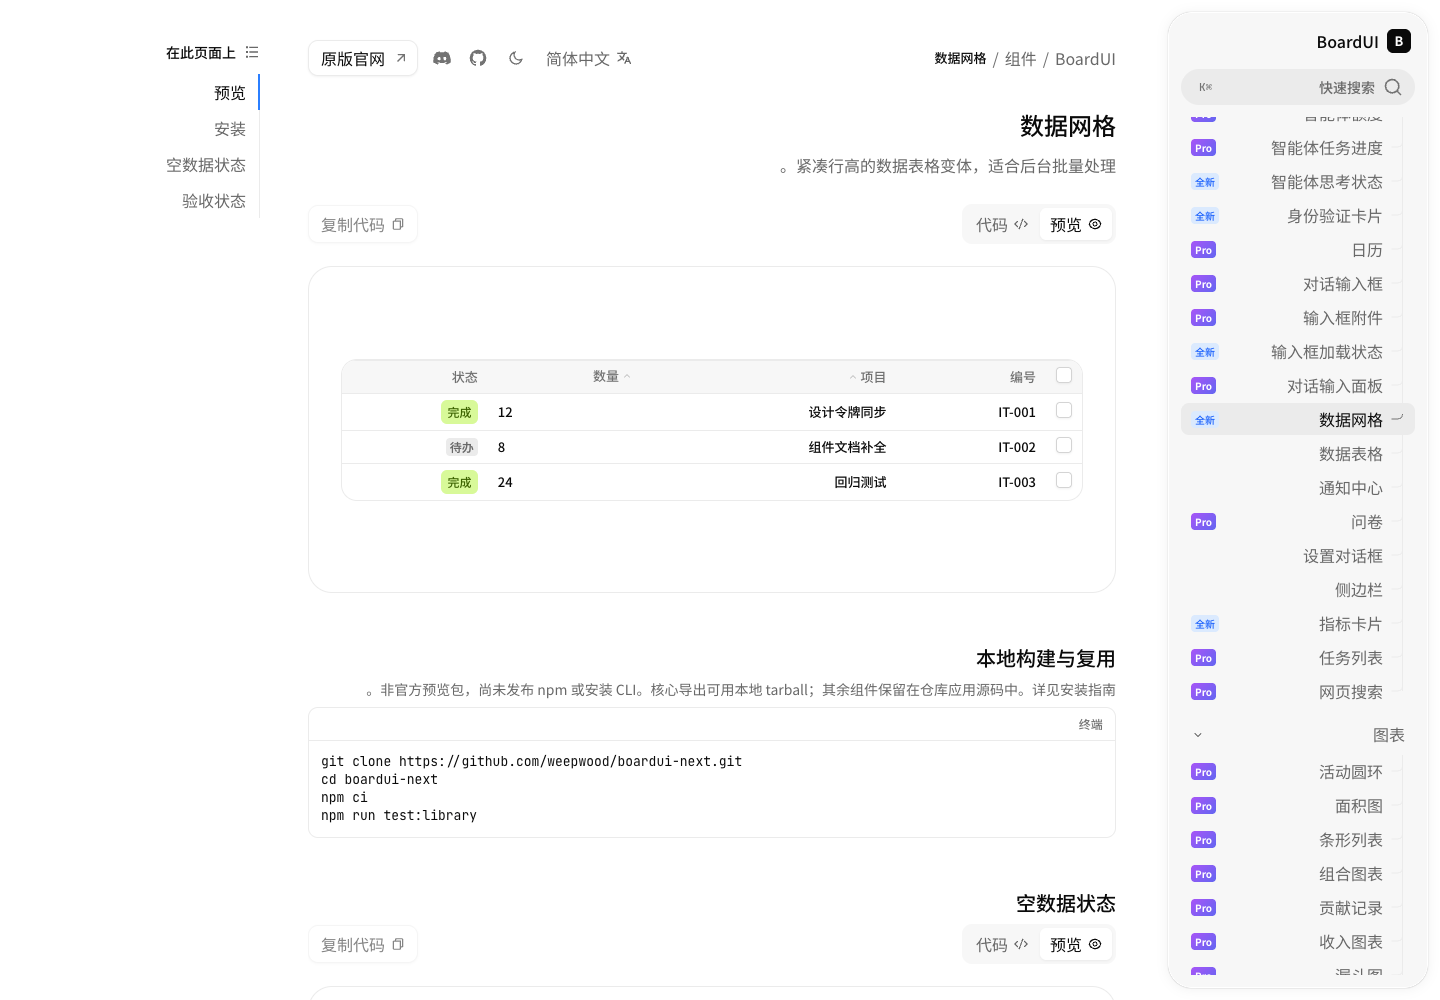 BoardUI
B
快速搜索
K⌘
智能体任务进度
Pro
智能体思考状态
全新
身份验证卡片
全新
日历
Pro
对话输入框
Pro
输入框附件
Pro
输入框加载状态
全新
对话输入面板
Pro
数据网格
全新
数据表格
通知中心
问卷
Pro
设置对话框
侧边栏
指标卡片
全新
任务列表
Pro
网页搜索
Pro
图表
活动圆环
Pro
面积图
Pro
条形列表
Pro
组合图表
Pro
贡献记录
Pro
收入图表
Pro
BoardUI / 组件 / 数据网格
简体中文
原版官网
数据网格
紧凑行高的数据表格变体，适合后台批量处理。
预览
代码
复制代码
编号 项目 数量 状态
IT-001 设计令牌同步 12 完成
IT-002 组件文档补全 8 待办
IT-003 回归测试 24 完成
本地构建与复用
非官方预览包，尚未发布 npm 或安装 CLI。核心导出可用本地 tarball；其余组件保留在仓库应用源码中。详见安装指南。
终端
git clone https://github.com/weepwood/boardui-next.git
cd boardui-next
npm ci
npm run test:library
空数据状态
预览
代码
复制代码
在此页面上
预览
安装
空数据状态
验收状态